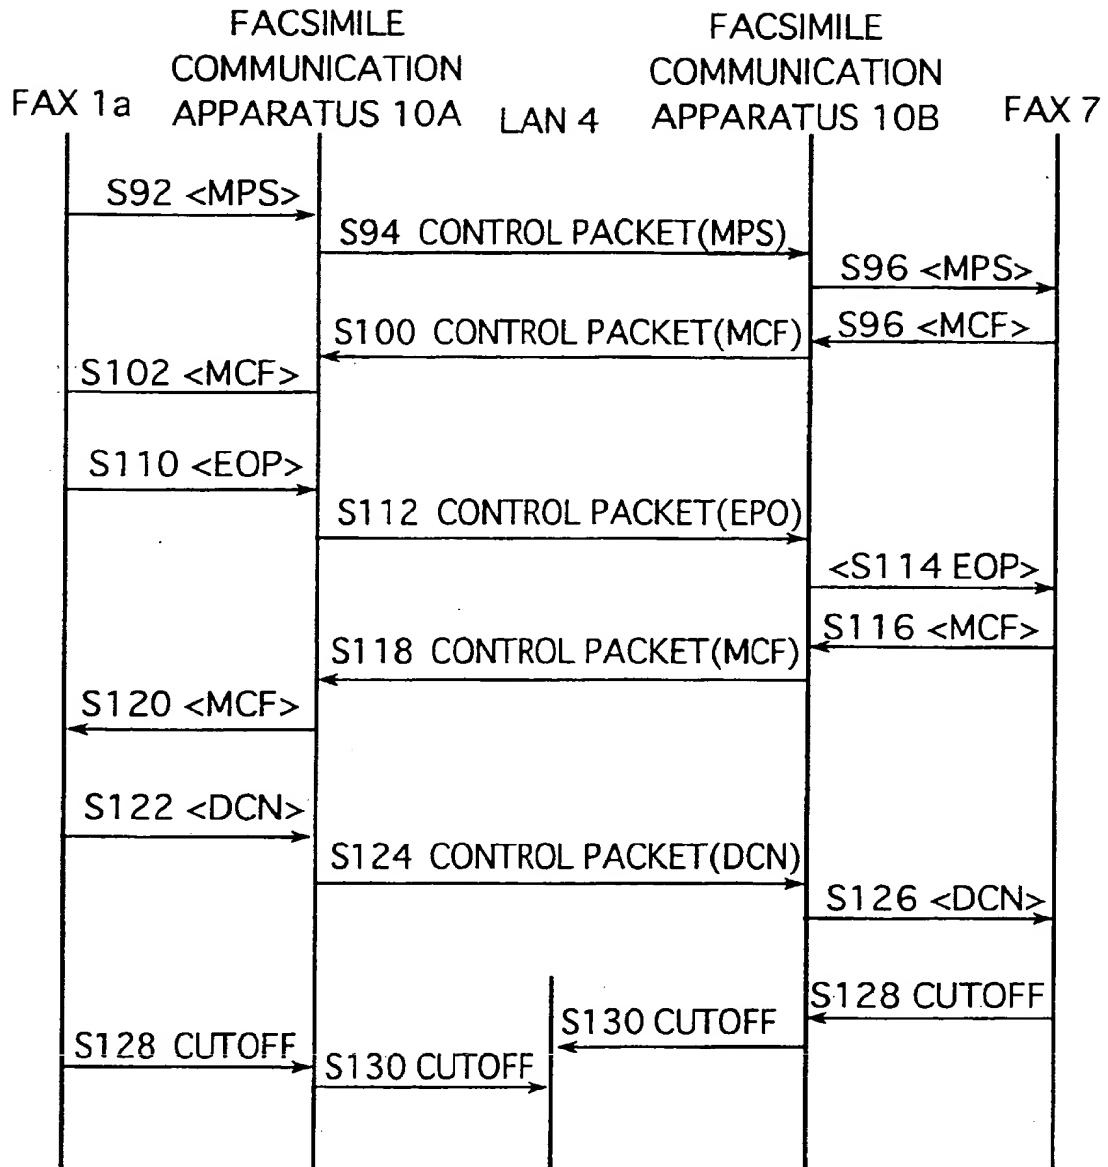 FACSIMILE
COMMUNICATION
APPARATUS 10A
FACSIMILE
COMMUNICATION
APPARATUS 10B
FAX 1a
LAN 4
FAX 7
S92 <MPS>
S94 CONTROL PACKET(MPS)
S96 <MPS>
S96 <MCF>
S100 CONTROL PACKET(MCF)
S102 <MCF>
S110 <EOP>
S112 CONTROL PACKET(EPO)
<S114 EOP>
S116 <MCF>
S118 CONTROL PACKET(MCF)
S120 <MCF>
S122 <DCN>
S124 CONTROL PACKET(DCN)
S126 <DCN>
S128 CUTOFF
S130 CUTOFF
S128 CUTOFF
S130 CUTOFF